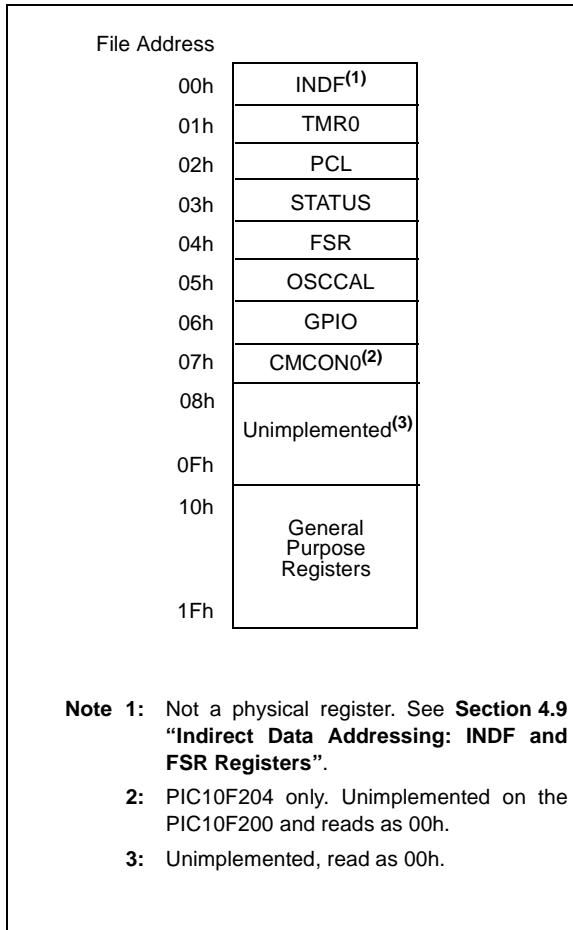 File Address
00h INDF(1)
01h TMR0
02h PCL
03h STATUS
04h FSR
05h OSCCAL
06h GPIO
07h CMCON0(2)
08h
Unimplemented(3)
0Fh
10h
General
Purpose
Registers
1Fh
Note 1: Not a physical register. See Section 4.9
“Indirect Data Addressing: INDF and
FSR Registers”.
2: PIC10F204 only. Unimplemented on the
PIC10F200 and reads as 00h.
3: Unimplemented, read as 00h.